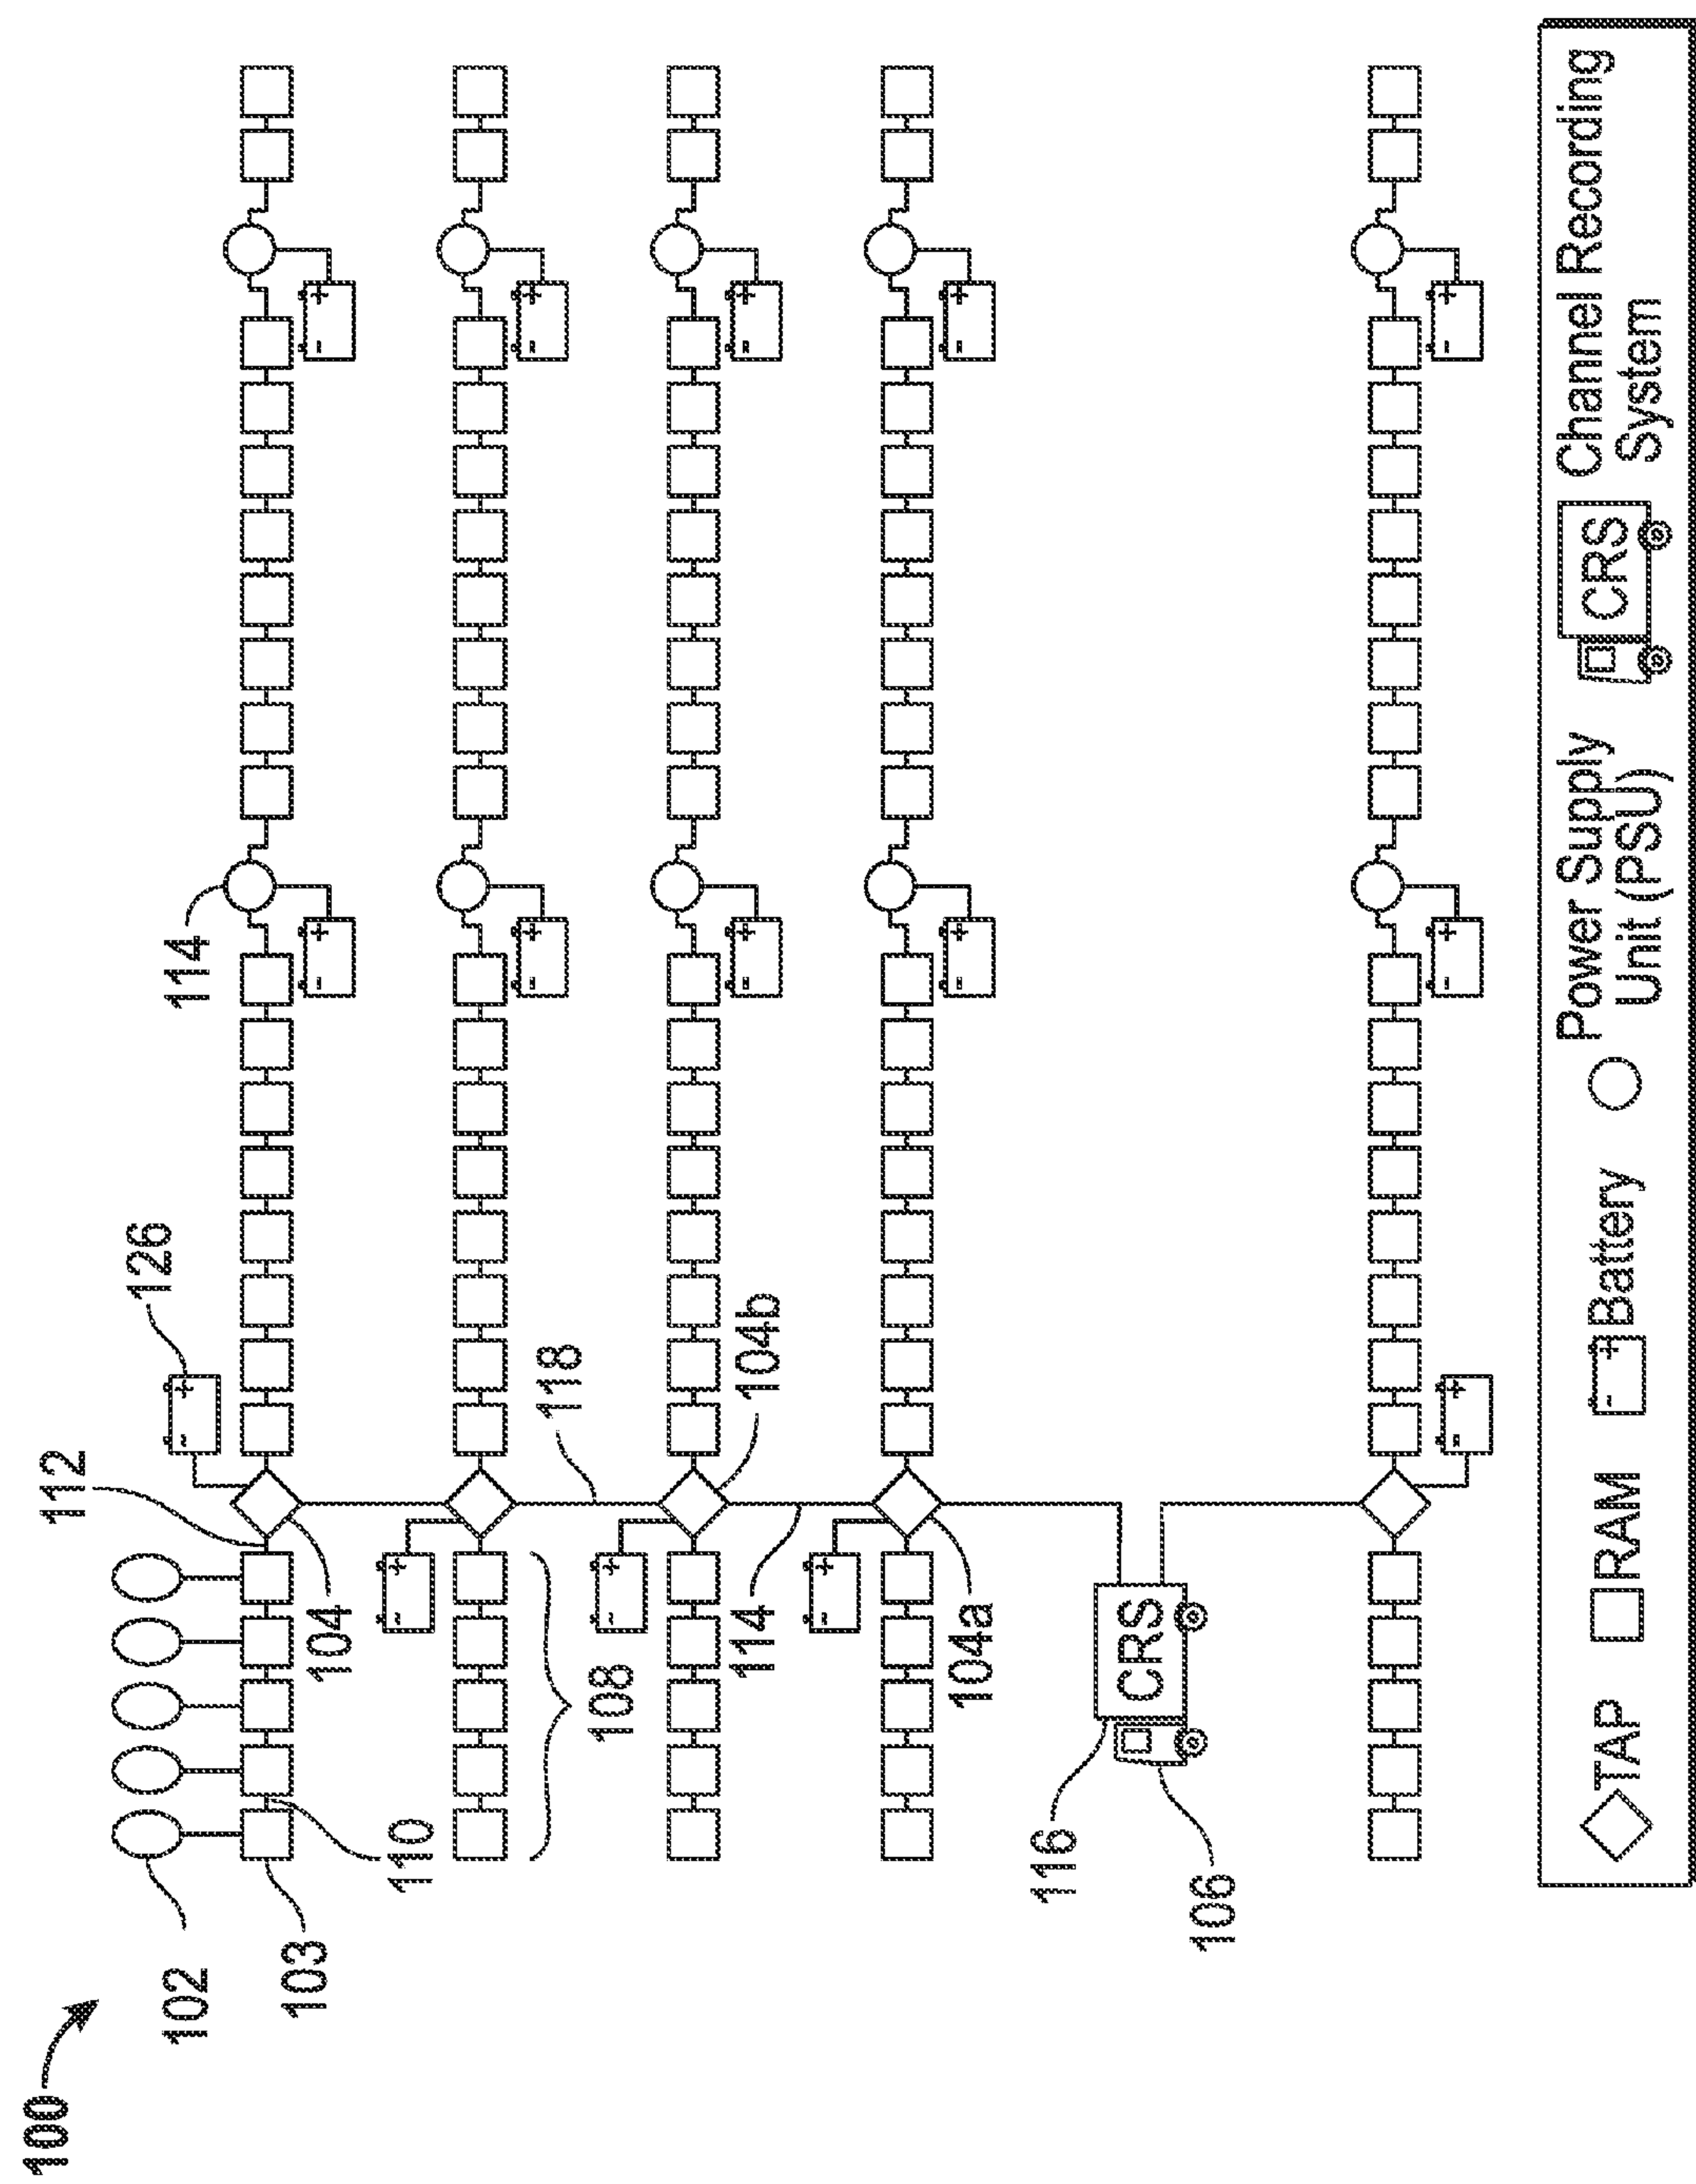 100
102
103
110
112
104
126
114
108
118
104b
114
104a
116
106
CRS
TAP
RAM
Battery
Power Supply
Unit (PSU)
CRS
Channel Recording
System